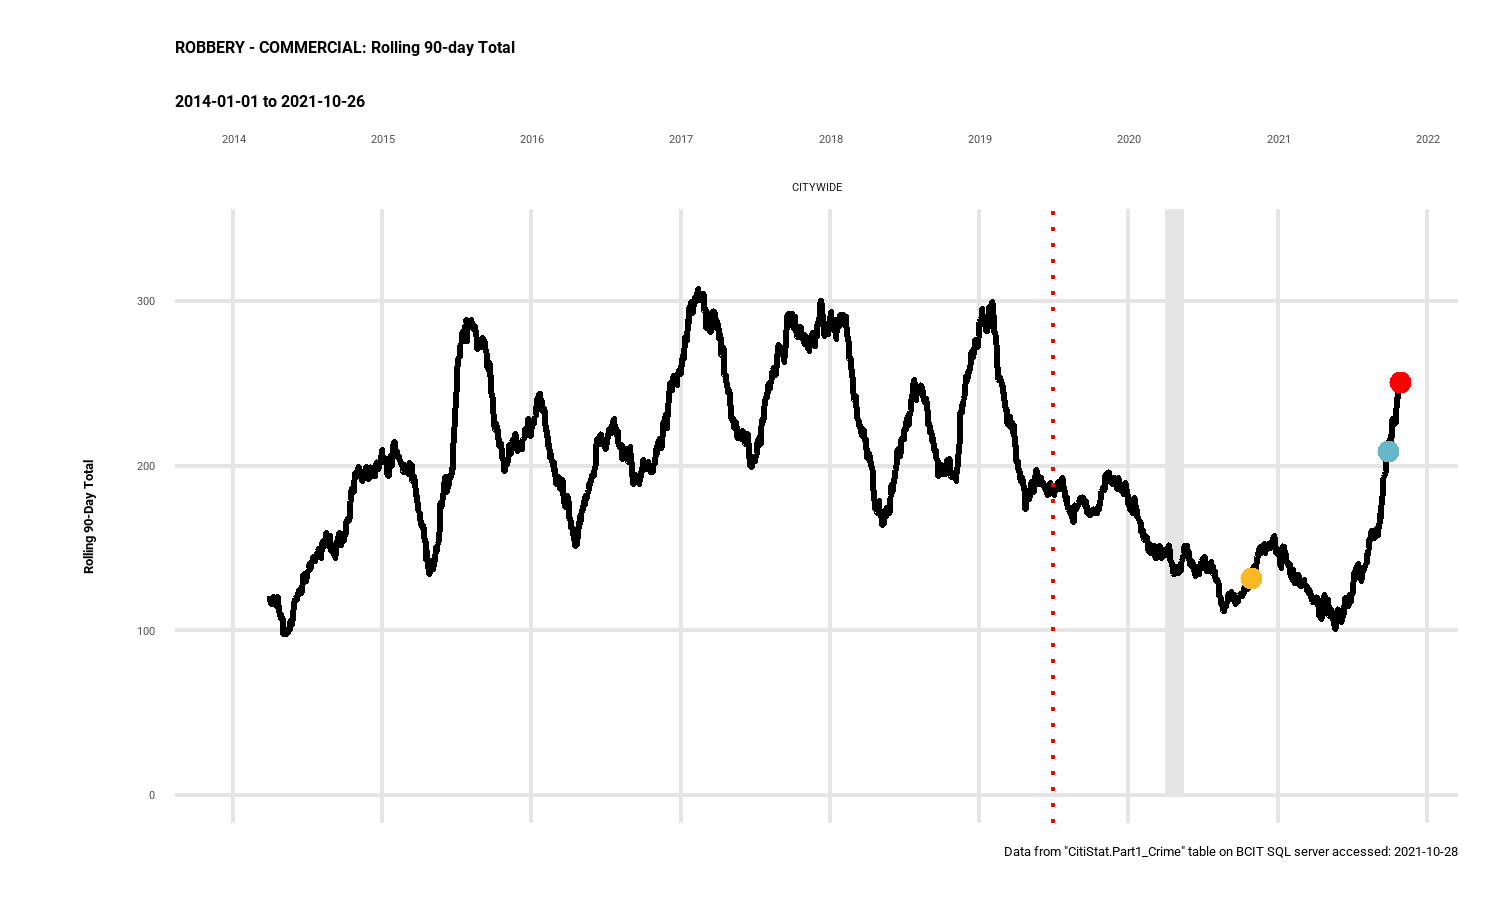 ROBBERY - COMMERCIAL: Rolling 90-day Total
2014-01-01 to 2021-10-26
2014 2015 2016 2017 2018 2019 2020 2021 2022
CITYWIDE
300
200
100
0
Rolling 90-Day Total
Data from "CitiStat.Part1_Crime" table on BCIT SQL server accessed: 2021-10-28